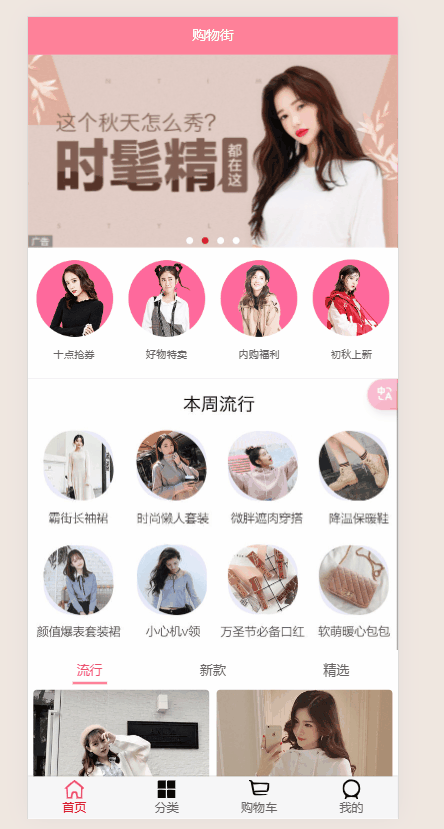 购物街
这个秋天怎么秀?
时髦精
都在这
广告
十点抢券 好物特卖 内购福利 初秋上新
本周流行
霸街长袖裙 时尚懒人套装 微胖遮肉穿搭 降温保暖鞋
颜值爆表套装裙 小心机v领 万圣节必备口红 软萌暖心包包
流行 新款 精选
首页 分类 购物车 我的